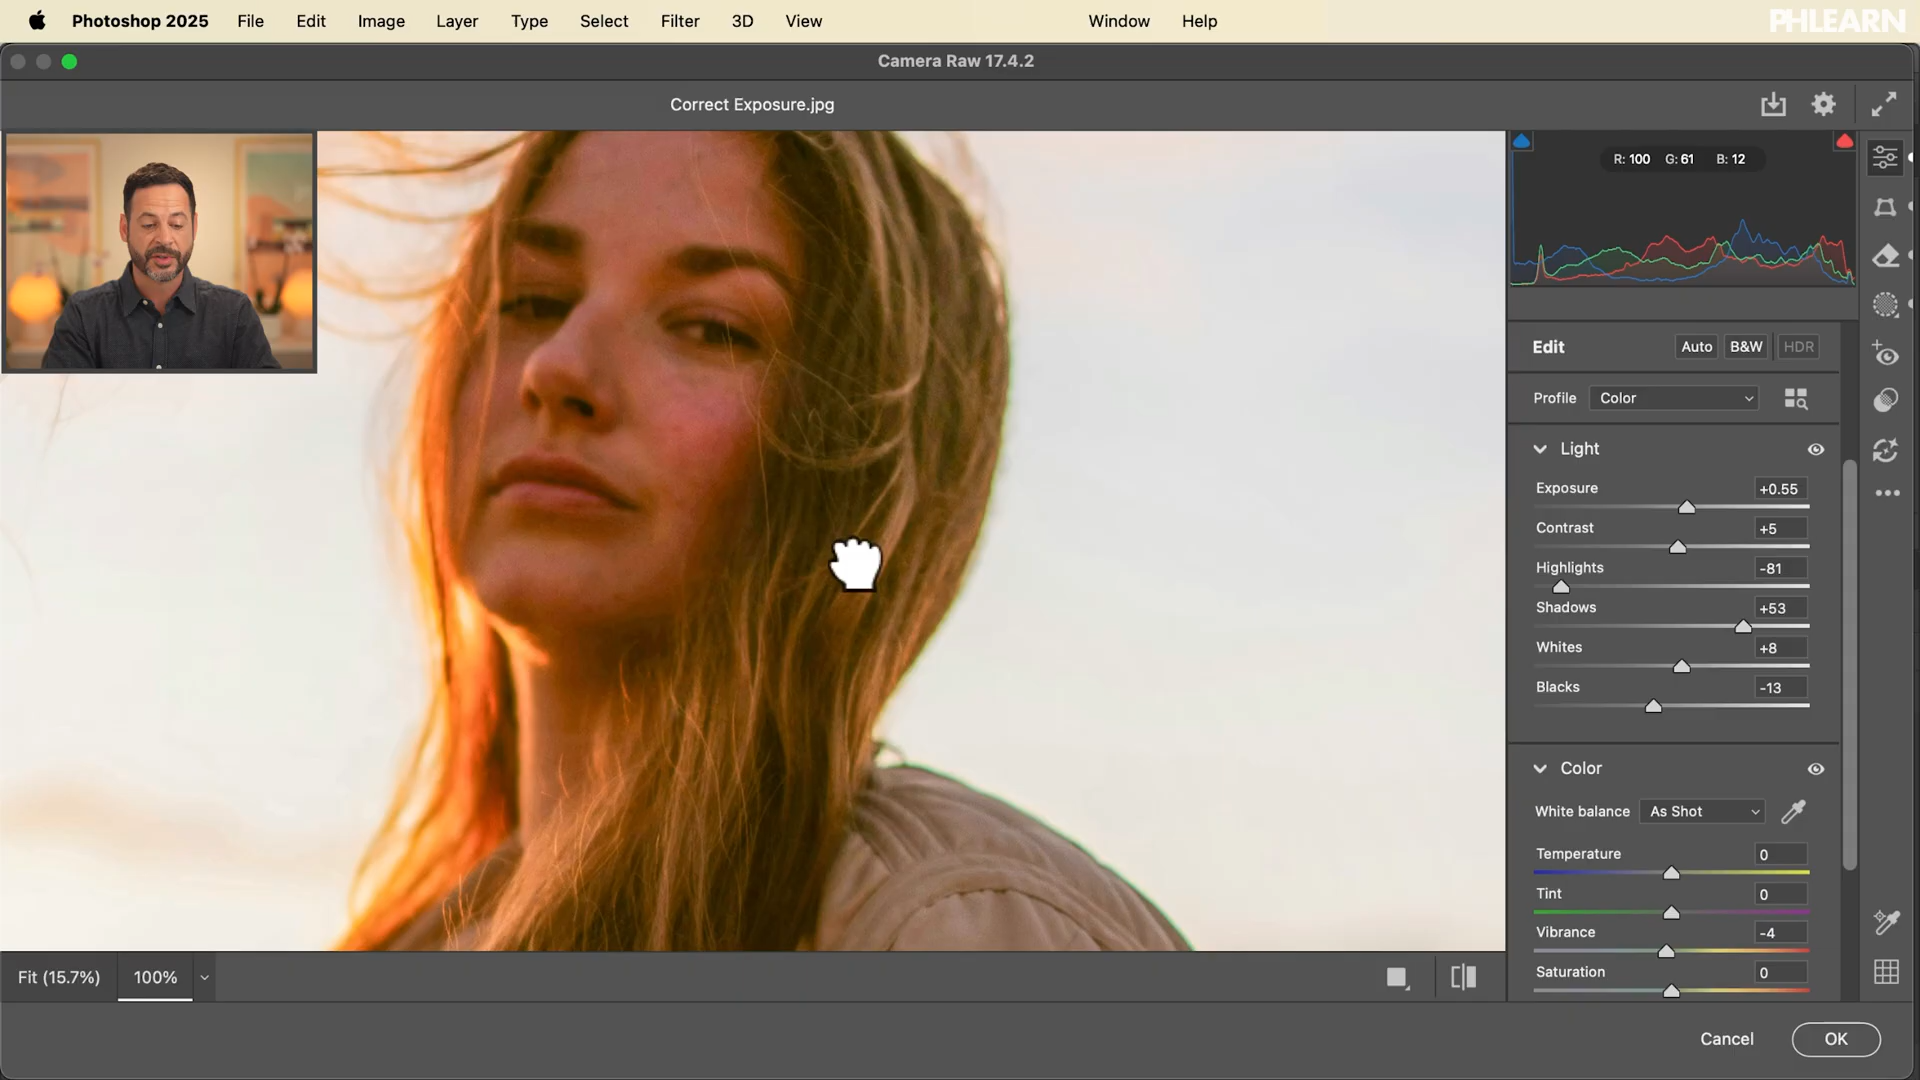 Photoshop 2025 File Edit Image Layer Type Select Filter 3D View Window Help
PHLEARN
Camera Raw 17.4.2
Correct Exposure.jpg
R: 100 G: 61 B: 12
Edit Auto B&W HDR
Profile Color
Light
Exposure +0.55
Contrast +5
Highlights -81
Shadows +53
Whites +8
Blacks -13
Color
White balance As Shot
Temperature 0
Tint 0
Vibrance -4
Saturation 0
Fit (15.7%) 100%
Cancel OK